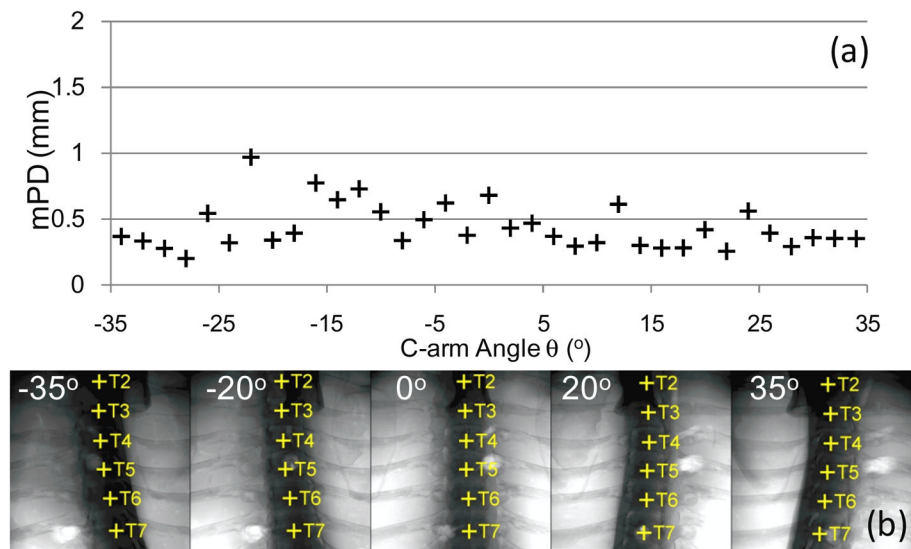 2
(a)
1.5
mPD (mm)
1
0.5
0
-35 -25 -15 -5 5 15 25 35
C-arm Angle θ (°)
-35° -20° 0° 20° 35°
+T2 +T2 +T2 +T2 +T2
+T3 +T3 +T3 +T3 +T3
+T4 +T4 +T4 +T4 +T4
+T5 +T5 +T5 +T5 +T5
+T6 +T6 +T6 +T6 +T6
+T7 +T7 +T7 +T7 +T7
(b)